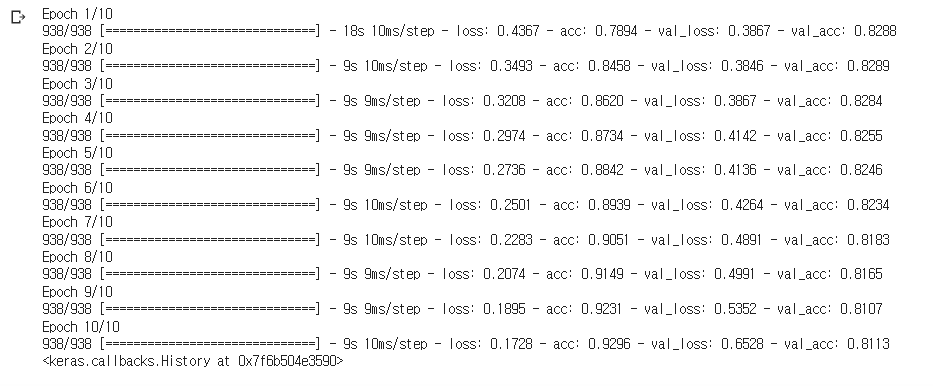 Epoch 1/10
938/938 [==============================] - 18s 10ms/step - loss: 0.4367 - acc: 0.7894 - val_loss: 0.3867 - val_acc: 0.8288
Epoch 2/10
938/938 [==============================] - 9s 10ms/step - loss: 0.3493 - acc: 0.8458 - val_loss: 0.3846 - val_acc: 0.8289
Epoch 3/10
938/938 [==============================] - 9s 9ms/step - loss: 0.3208 - acc: 0.8620 - val_loss: 0.3867 - val_acc: 0.8284
Epoch 4/10
938/938 [==============================] - 9s 9ms/step - loss: 0.2974 - acc: 0.8734 - val_loss: 0.4142 - val_acc: 0.8255
Epoch 5/10
938/938 [==============================] - 9s 9ms/step - loss: 0.2736 - acc: 0.8842 - val_loss: 0.4136 - val_acc: 0.8246
Epoch 6/10
938/938 [==============================] - 9s 10ms/step - loss: 0.2501 - acc: 0.8939 - val_loss: 0.4264 - val_acc: 0.8234
Epoch 7/10
938/938 [==============================] - 9s 10ms/step - loss: 0.2283 - acc: 0.9051 - val_loss: 0.4891 - val_acc: 0.8183
Epoch 8/10
938/938 [==============================] - 9s 9ms/step - loss: 0.2074 - acc: 0.9149 - val_loss: 0.4991 - val_acc: 0.8165
Epoch 9/10
938/938 [==============================] - 9s 9ms/step - loss: 0.1895 - acc: 0.9231 - val_loss: 0.5352 - val_acc: 0.8107
Epoch 10/10
938/938 [==============================] - 9s 10ms/step - loss: 0.1728 - acc: 0.9296 - val_loss: 0.6528 - val_acc: 0.8113
<keras.callbacks.History at 0x7f6b504e3590>